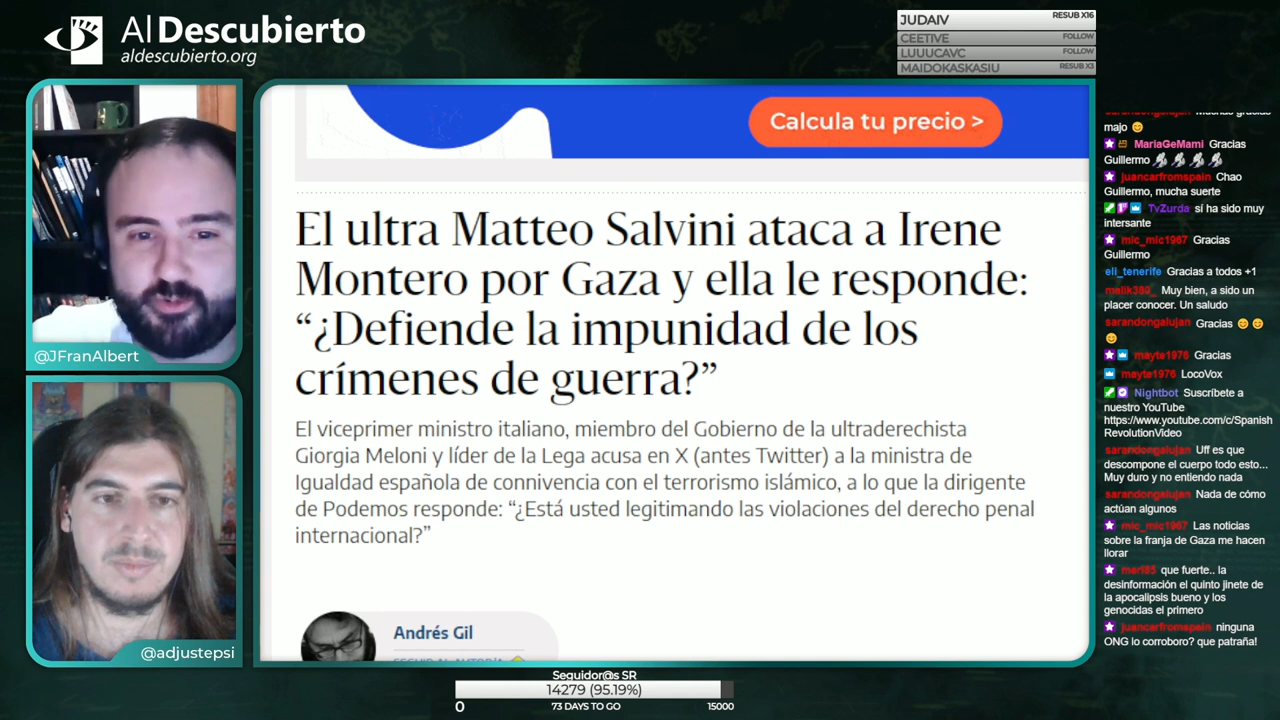 Al Descubierto
aldescubierto.org
JUDAIV RESUB X16
CEETIVE FOLLOW
LUUUCAVC FOLLOW
MAIDOKASKASIU RESUB X3
@JFranAlbert
@adjustepsi
Calcula tu precio >
El ultra Matteo Salvini ataca a Irene
Montero por Gaza y ella le responde:
“¿Defiende la impunidad de los
crímenes de guerra?”
El viceprimer ministro italiano, miembro del Gobierno de la ultraderechista
Giorgia Meloni y líder de la Lega acusa en X (antes Twitter) a la ministra de
Igualdad española de connivencia con el terrorismo islámico, a lo que la dirigente
de Podemos responde: “¿Está usted legitimando las violaciones del derecho penal
internacional?”
Andrés Gil
majo
MariaGeMami Gracias
Guillermo
juancarfromspain Chao
Guillermo, mucha suerte
TvZurda sí ha sido muy
intersante
mic_mic1967 Gracias
Guillermo
eli_tenerife Gracias a todos +1
malik380_ Muy bien, a sido un
placer conocer. Un saludo
sarandongalujan Gracias
mayte1976 Gracias
mayte1976 LocoVox
Nightbot Suscríbete a
nuestro YouTube
https://www.youtube.com/c/Spanish
RevolutionVideo
sarandongalujan Uff es que
descompone el cuerpo todo esto...
Muy duro y no entiendo nada
sarandongalujan Nada de cómo
actúan algunos
mic_mic1967 Las noticias
sobre la franja de Gaza me hacen
llorar
meri85 que fuerte.. la
desinformación el quinto jinete de
la apocalipsis bueno y los
genocidas el primero
juancarfromspain ninguna
ONG lo corroboro? que patraña!
Seguidor@s SR
14279 (95.19%)
0 73 DAYS TO GO 15000